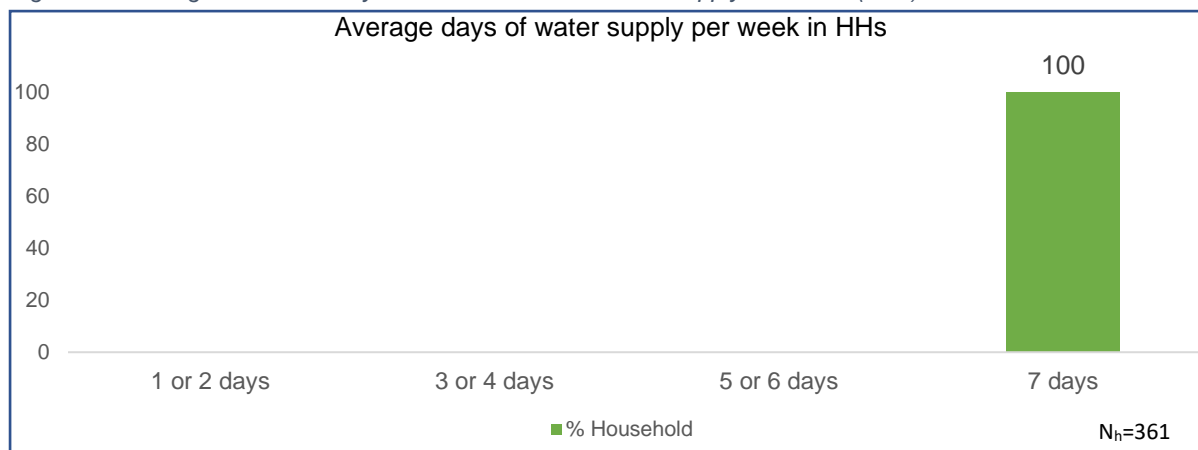 Average days of water supply per week in HHs
100
100
80
60
40
20
0
1 or 2 days 3 or 4 days 5 or 6 days 7 days
% Household
Nₕ=361